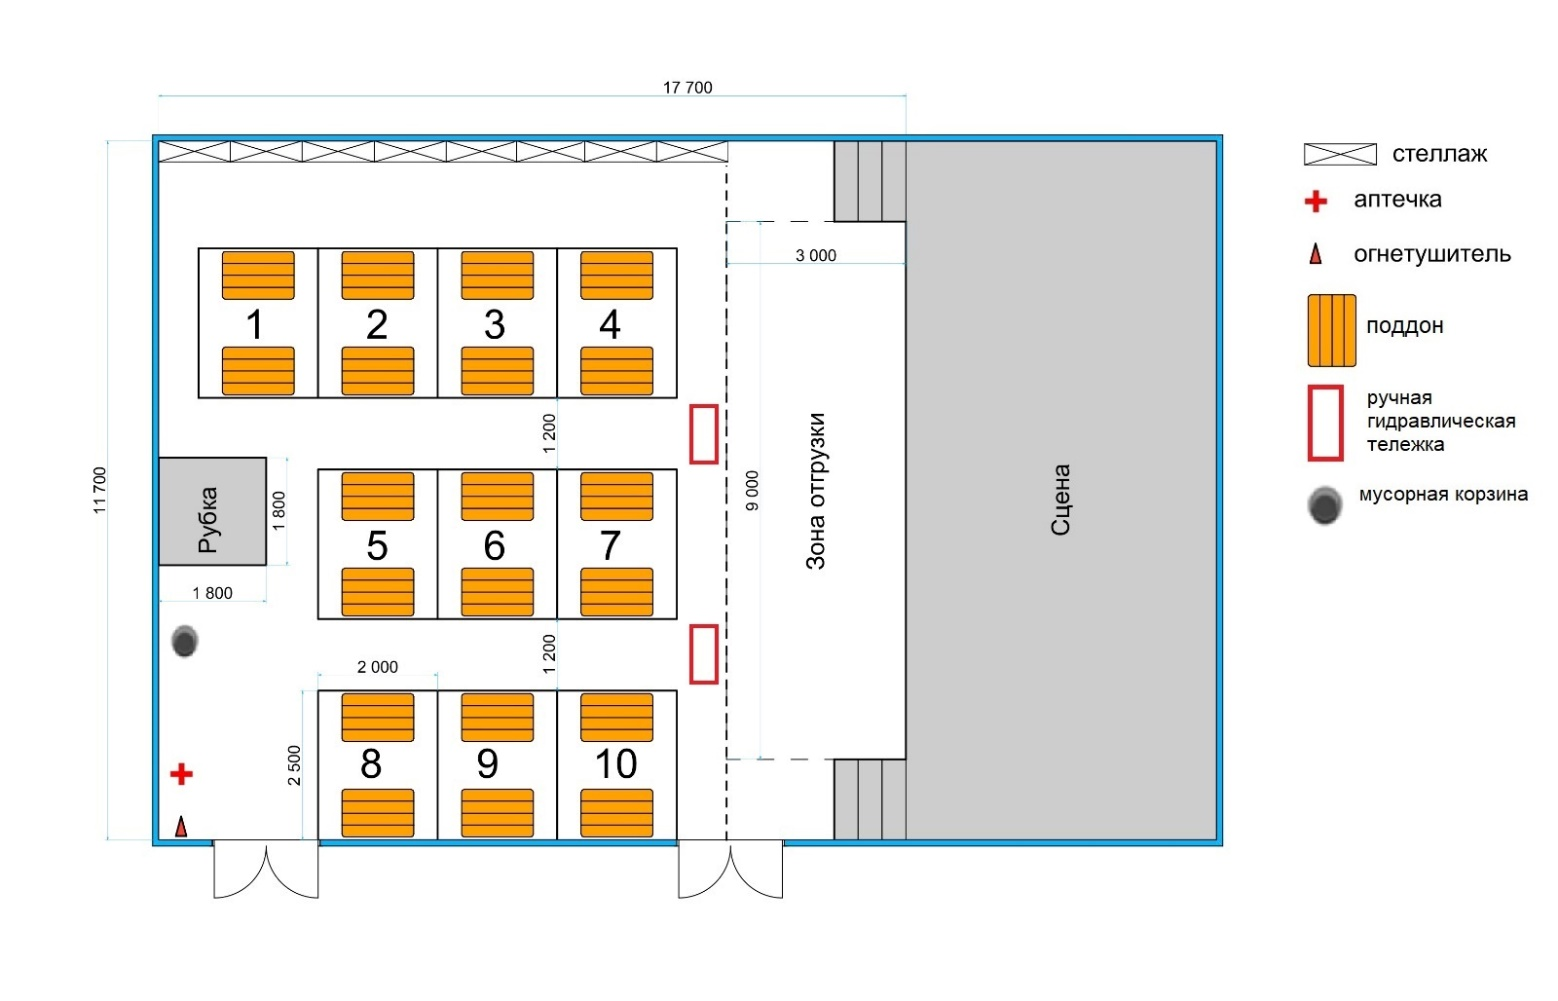 17 700
стеллаж
аптечка
3 000
огнетушитель
1 2 3 4
поддон
ручная
гидравлическая
тележка
1 200
11 700
Рубка
1 800
1 800
9 000
Зона отгрузки
Сцена
мусорная корзина
5 6 7
1 200
2 000
2 500
8 9 10